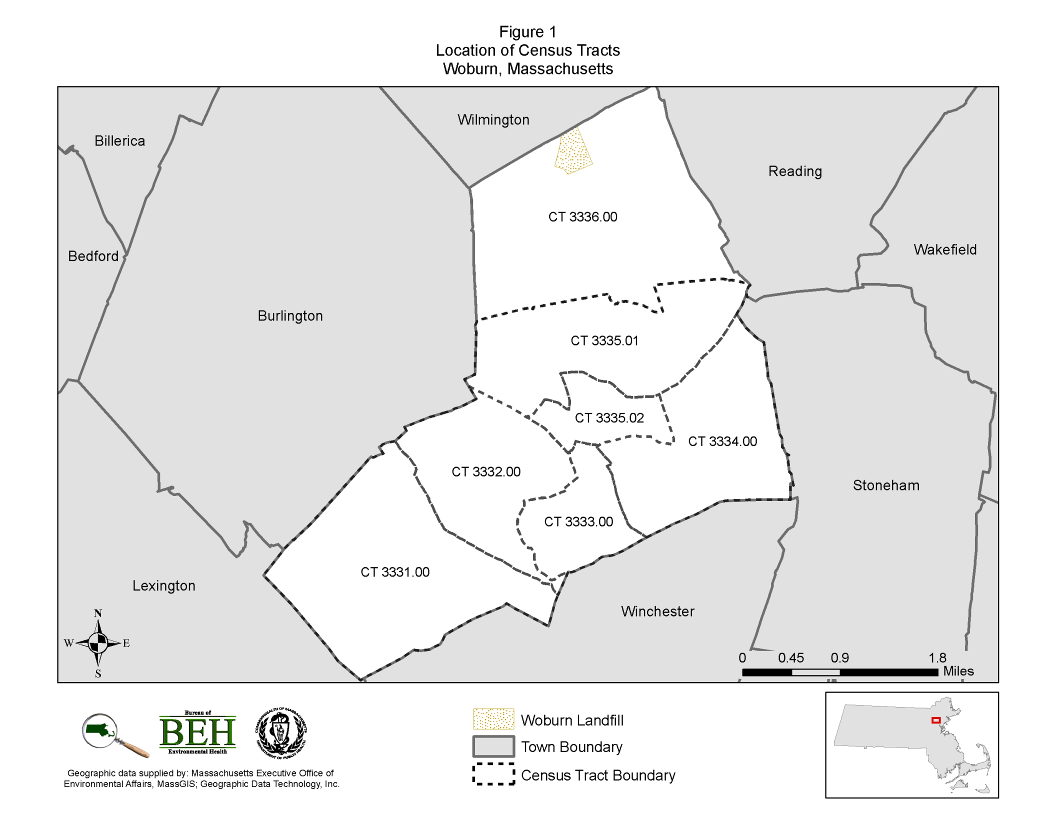 Figure 1
Location of Census Tracts
Woburn, Massachusetts
Wilmington
Billerica
Reading
CT 3336.00
Wakefield
Bedford
Burlington
CT 3335.01
CT 3335.02
CT 3334.00
CT 3332.00
Stoneham
CT 3333.00
CT 3331.00
Lexington
Winchester
N
W E
S
0 0.45 0.9 1.8
Miles
Bureau of
BEH
Environmental Health
Woburn Landfill
Town Boundary
Census Tract Boundary
Geographic data supplied by: Massachusetts Executive Office of
Environmental Affairs, MassGIS; Geographic Data Technology, Inc.